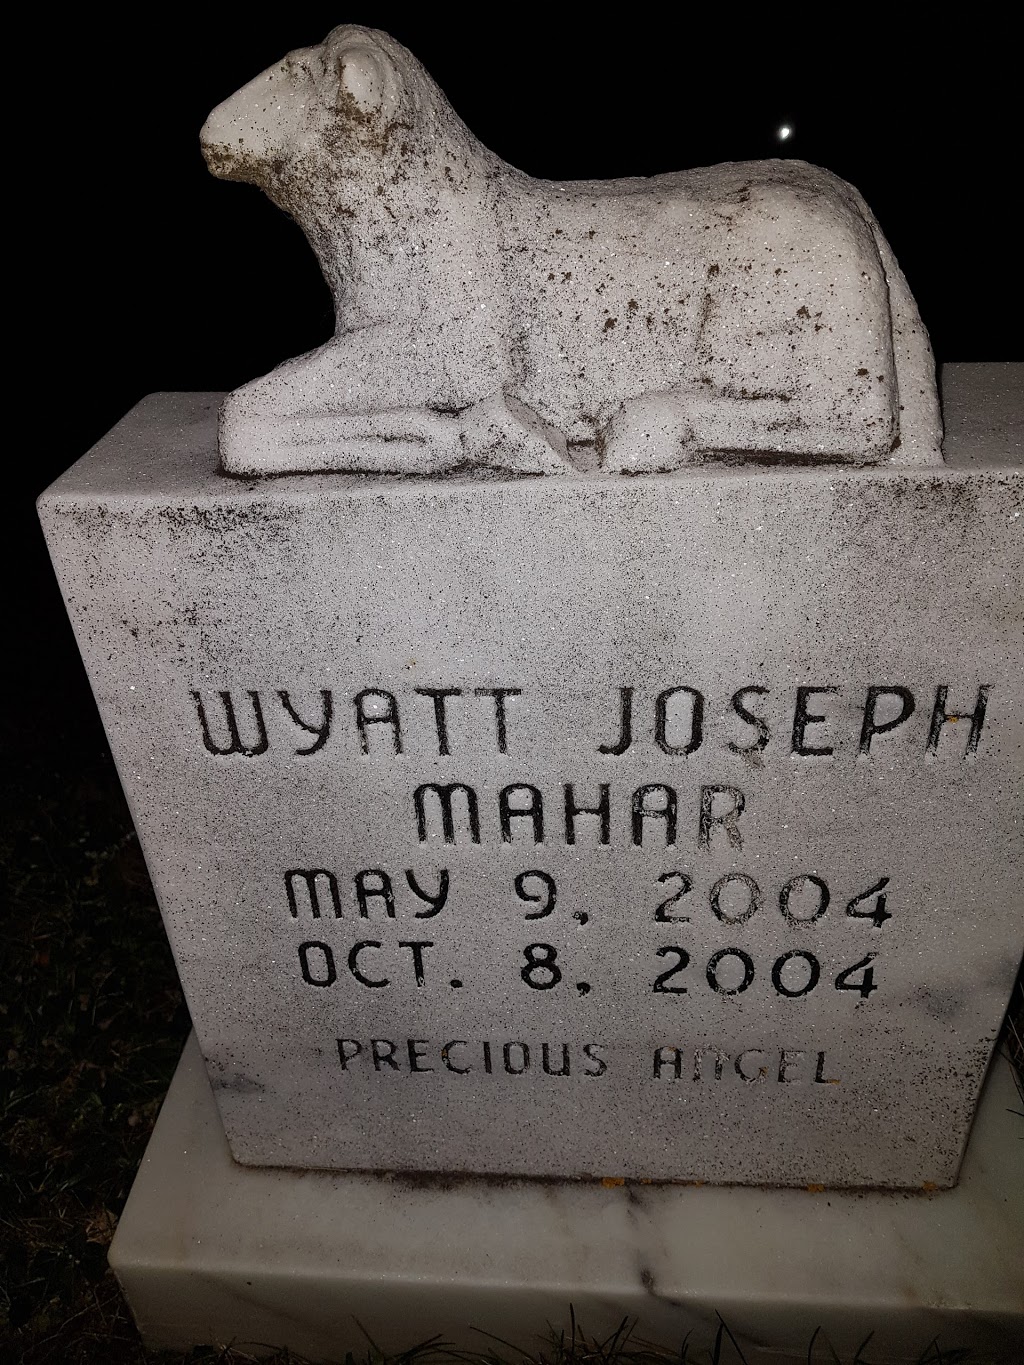 WYATT JOSEPH
MAHAR
MAY 9, 2004
OCT. 8, 2004
PRECIOUS ANGEL